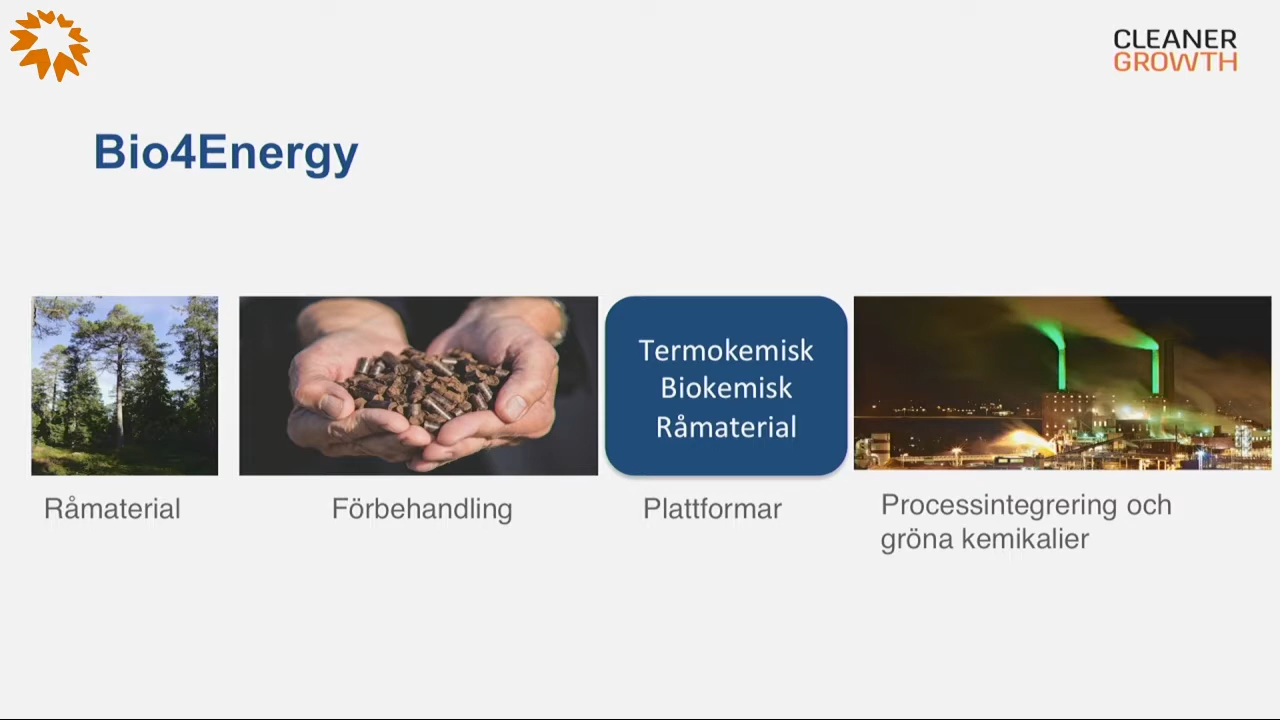 CLEANER
GROWTH
Bio4Energy
Termokemisk
Biokemisk
Råmaterial
Råmaterial
Förbehandling
Plattformar
Processintegrering och
gröna kemikalier